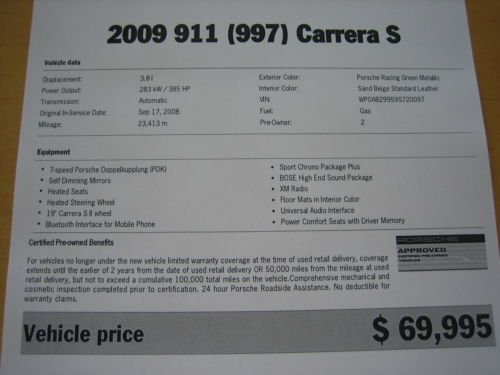 2009 911 (997) Carrera S
Vehicle data
Displacement: 3.8 l Exterior Color: Porsche Racing Green Metallic
Power Output: 283 kW / 385 HP Interior Color: Sand Beige Standard Leather
Transmission: Automatic VIN: WP0AB299S9S720097
Original In-Service Date: Sep 17, 2008 Fuel: Gas
Mileage: 23,413 m Pre-Owner: 2
Equipment
• 7-speed Porsche Doppelkupplung (PDK)
• Self Dimming Mirrors
• Heated Seats
• Heated Steering Wheel
• 19" Carrera S II wheel
• Bluetooth Interface for Mobile Phone
• Sport Chrono Package Plus
• BOSE High End Sound Package
• XM Radio
• Floor Mats in Interior Color
• Universal Audio Interface
• Power Comfort Seats with Driver Memory
Certified Pre-owned Benefits
For vehicles no longer under the new vehicle limited warranty coverage at the time of used retail delivery, coverage
extends until the earlier of 2 years from the date of used retail delivery OR 50,000 miles from the mileage at used
retail delivery, but not to exceed a cumulative 100,000 total miles on the vehicle.Comprehensive mechanical and
cosmetic inspection completed prior to certification. 24 hour Porsche Roadside Assistance. No deductible for
warranty claims.
PORSCHE
APPROVED
CERTIFIED PRE-OWNED
VEHICLES
Vehicle price $ 69,995